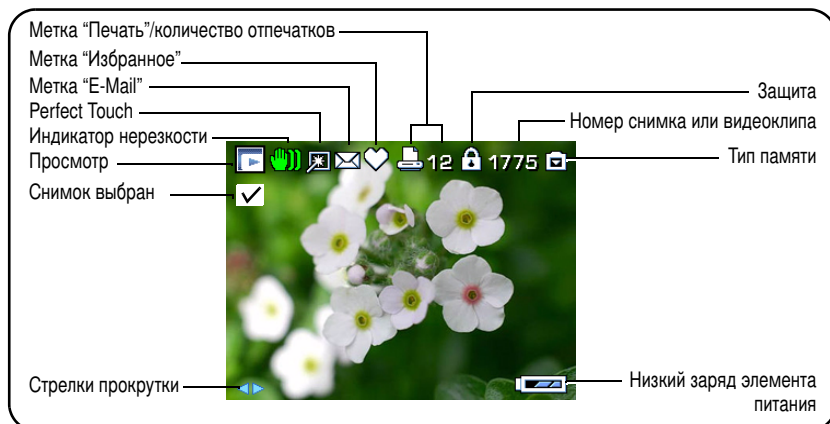 Метка “Печать”/количество отпечатков
Метка “Избранное”
Метка “E-Mail”
Perfect Touch
Индикатор нерезкости
Просмотр
Снимок выбран
Стрелки прокрутки
12
1775
Защита
Номер снимка или видеоклипа
Тип памяти
Низкий заряд элемента
питания